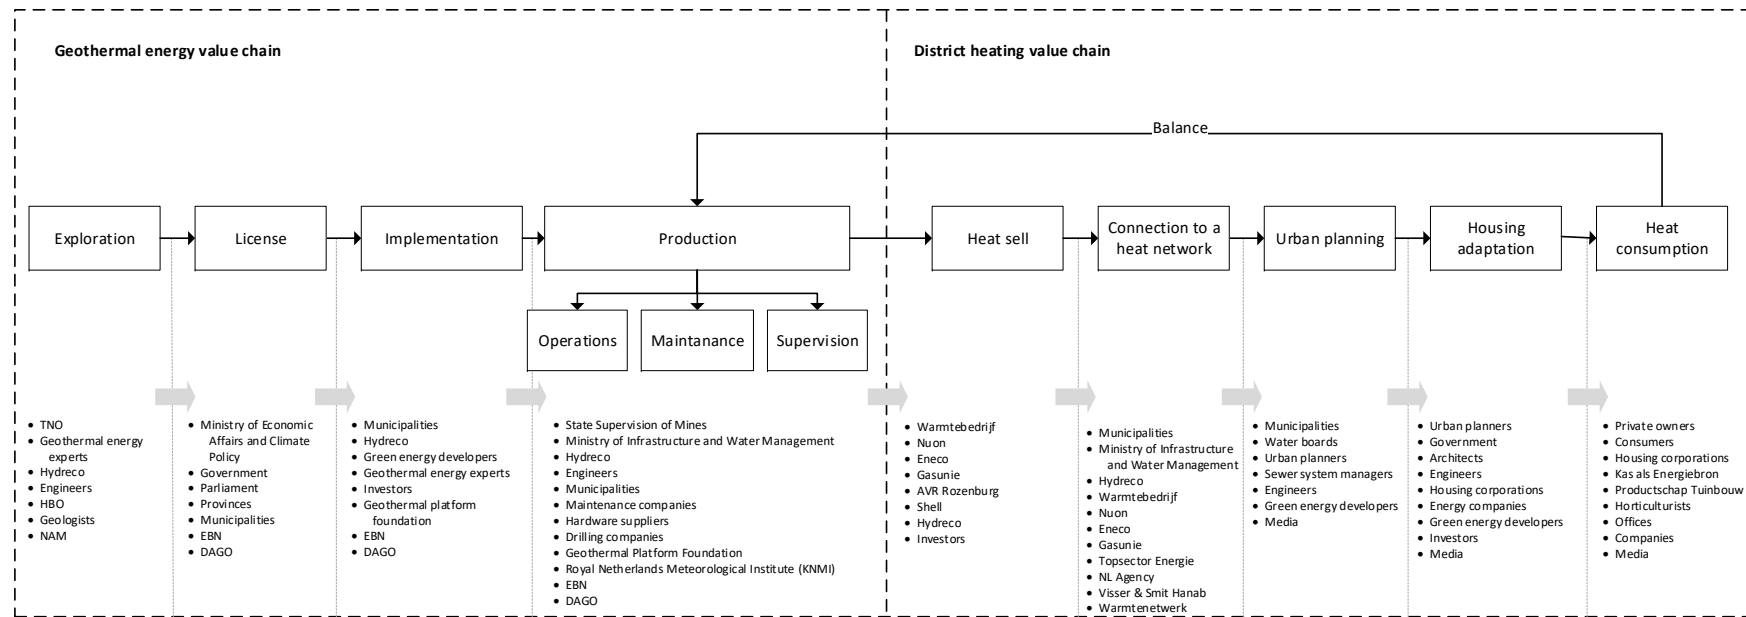 Geothermal energy value chain
District heating value chain
Balance
Exploration
License
Implementation
Production
Heat sell
Connection to a
heat network
Urban planning
Housing
adaptation
Heat
consumption
Operations
Maintanance
Supervision
• TNO
• Geothermal energy
experts
• Hydreco
• Engineers
• HBO
• Geologists
• NAM
• Ministry of Economic
Affairs and Climate
Policy
• Government
• Parliament
• Provinces
• Municipalities
• EBN
• DAGO
• Municipalities
• Hydreco
• Green energy developers
• Geothermal energy experts
• Investors
• Geothermal platform
foundation
• EBN
• DAGO
• State Supervision of Mines
• Ministry of Infrastructure and Water Management
• Hydreco
• Engineers
• Municipalities
• Maintenance companies
• Hardware suppliers
• Drilling companies
• Geothermal Platform Foundation
• Royal Netherlands Meteorological Institute (KNMI)
• EBN
• DAGO
• Warmtebedrijf
• Nuon
• Eneco
• Gasunie
• AVR Rozenburg
• Shell
• Hydreco
• Investors
• Municipalities
• Ministry of Infrastructure
and Water Management
• Hydreco
• Warmtebedrijf
• Nuon
• Eneco
• Gasunie
• Topsector Energie
• NL Agency
• Visser & Smit Hanab
• Warmtenetwerk
• Municipalities
• Water boards
• Urban planners
• Sewer system managers
• Engineers
• Green energy developers
• Media
• Urban planners
• Government
• Architects
• Engineers
• Housing corporations
• Energy companies
• Green energy developers
• Investors
• Media
• Private owners
• Consumers
• Housing corporations
• Kas als Energiebron
• Productschap Tuinbouw
• Horticulturists
• Offices
• Companies
• Media